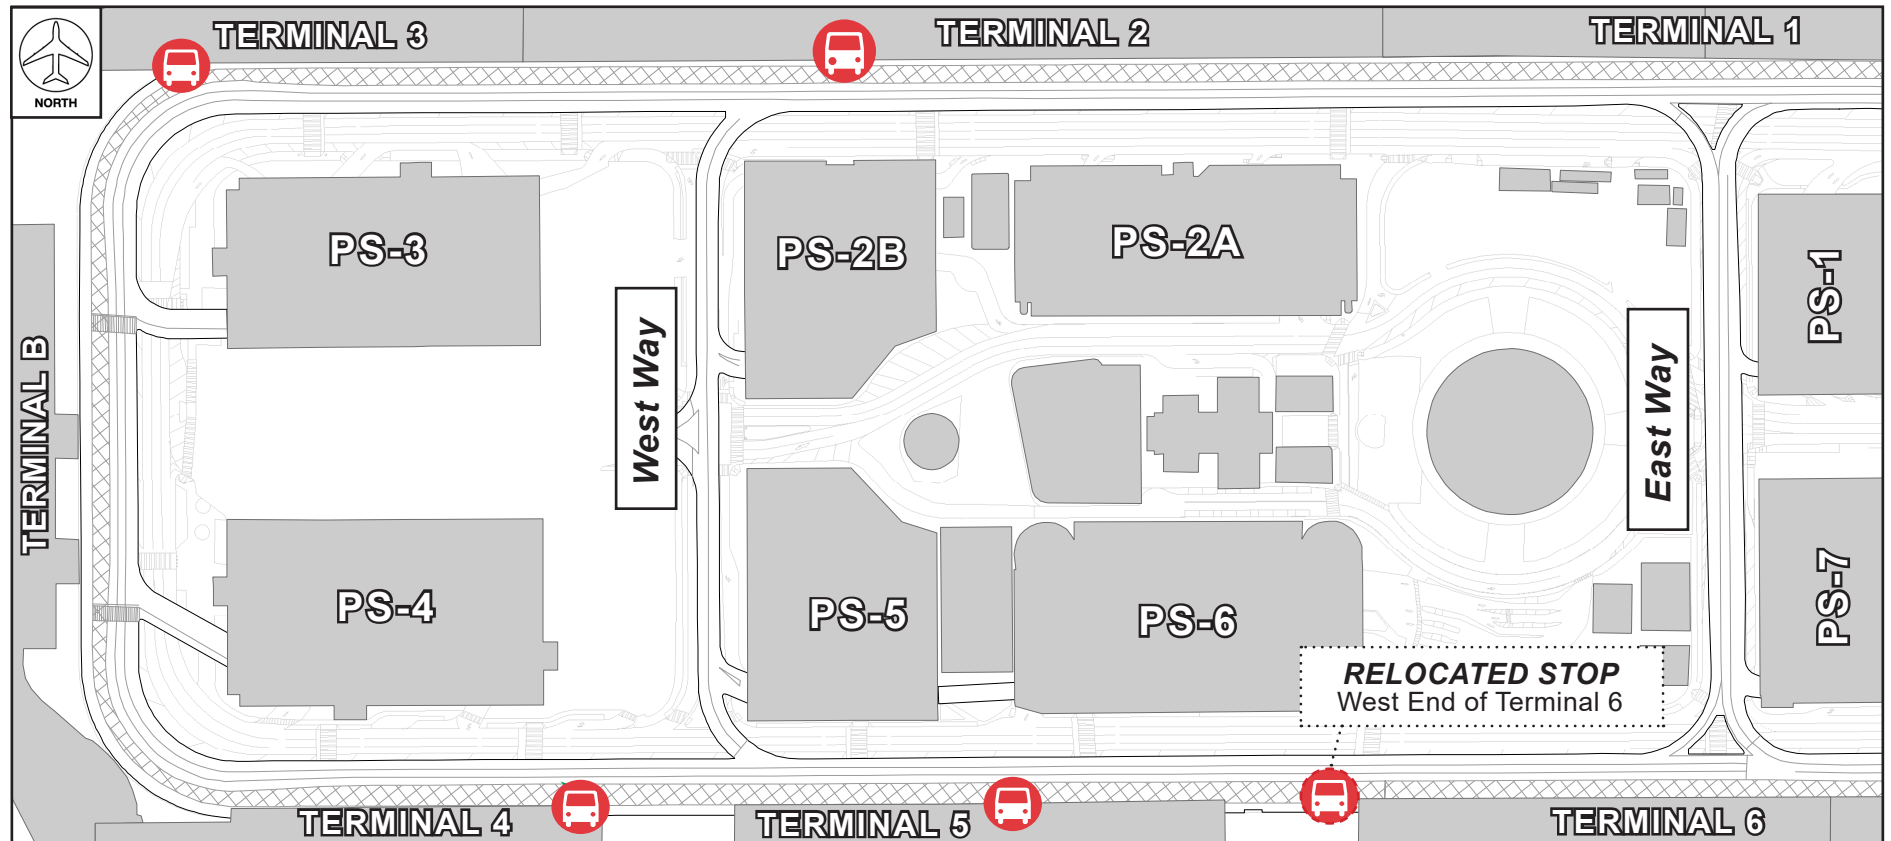 TERMINAL 3
TERMINAL 2
TERMINAL 1
NORTH
PS-3
PS-2B
PS-2A
PS-1
West Way
East Way
TERMINAL B
PS-4
PS-5
PS-6
PS-7
RELOCATED STOP
West End of Terminal 6
TERMINAL 4
TERMINAL 5
TERMINAL 6